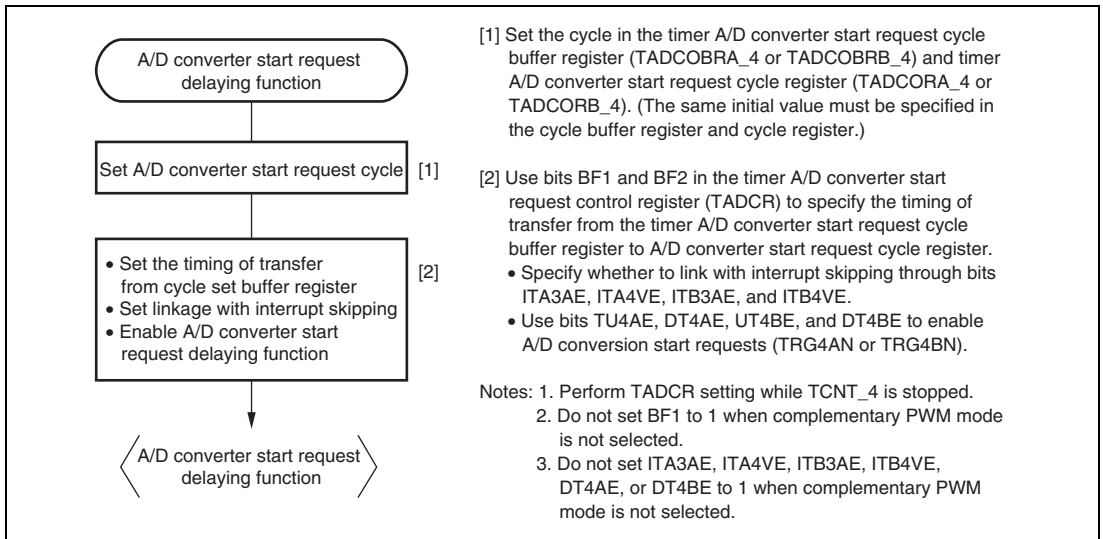 A/D converter start request
delaying function
Set A/D converter start request cycle
[1]
• Set the timing of transfer
from cycle set buffer register
• Set linkage with interrupt skipping
• Enable A/D converter start
request delaying function
[2]
A/D converter start request
delaying function
[1] Set the cycle in the timer A/D converter start request cycle
buffer register (TADCOBRA_4 or TADCOBRB_4) and timer
A/D converter start request cycle register (TADCORA_4 or
TADCORB_4). (The same initial value must be specified in
the cycle buffer register and cycle register.)
[2] Use bits BF1 and BF2 in the timer A/D converter start
request control register (TADCR) to specify the timing of
transfer from the timer A/D converter start request cycle
buffer register to A/D converter start request cycle register.
• Specify whether to link with interrupt skipping through bits
ITA3AE, ITA4VE, ITB3AE, and ITB4VE.
• Use bits TU4AE, DT4AE, UT4BE, and DT4BE to enable
A/D conversion start requests (TRG4AN or TRG4BN).
Notes: 1. Perform TADCR setting while TCNT_4 is stopped.
2. Do not set BF1 to 1 when complementary PWM mode
is not selected.
3. Do not set ITA3AE, ITA4VE, ITB3AE, ITB4VE,
DT4AE, or DT4BE to 1 when complementary PWM
mode is not selected.